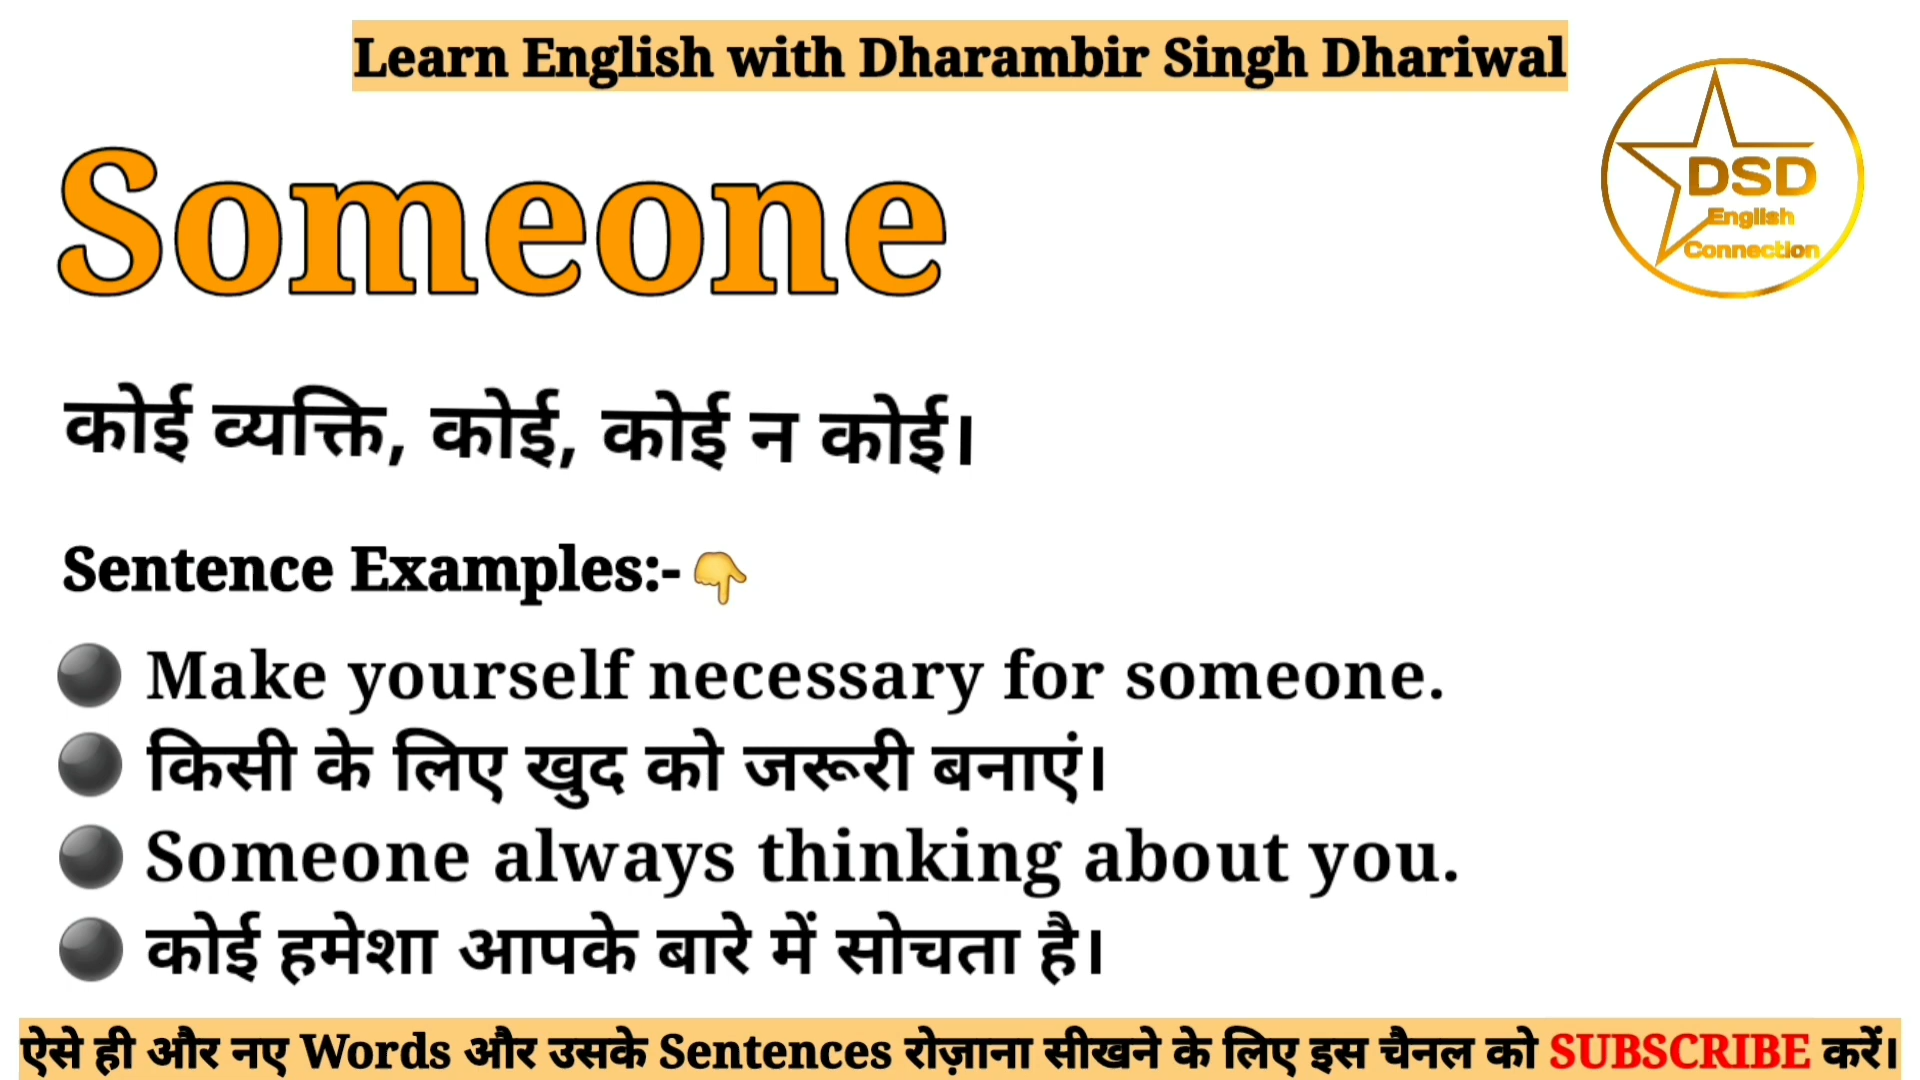 Learn English with Dharambir Singh Dhariwal
DSD
English
Connection
Someone
कोई व्यक्ति, कोई, कोई न कोई।
Sentence Examples:- 👇
Make yourself necessary for someone.
किसी के लिए खुद को जरूरी बनाएं।
Someone always thinking about you.
कोई हमेशा आपके बारे में सोचता है।
ऐसे ही और नए Words और उसके Sentences रोज़ाना सीखने के लिए इस चैनल को SUBSCRIBE करें।